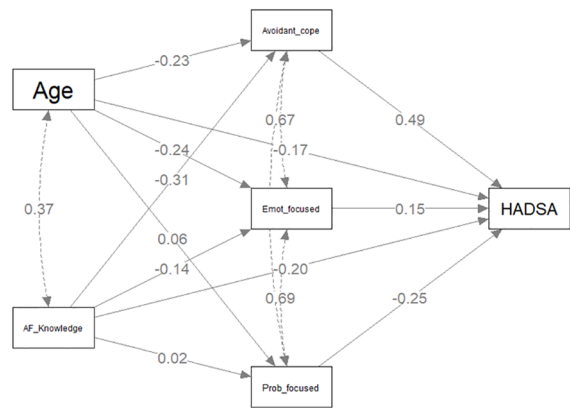 Avoidant_cope
-0.23
Age
0.67
0.49
-0.24
-0.17
-0.31
0.37
Emot_focused
0.15
HADSA
0.06
-0.14
-0.20
0.69
-0.25
AF_Knowledge
0.02
Prob_focused